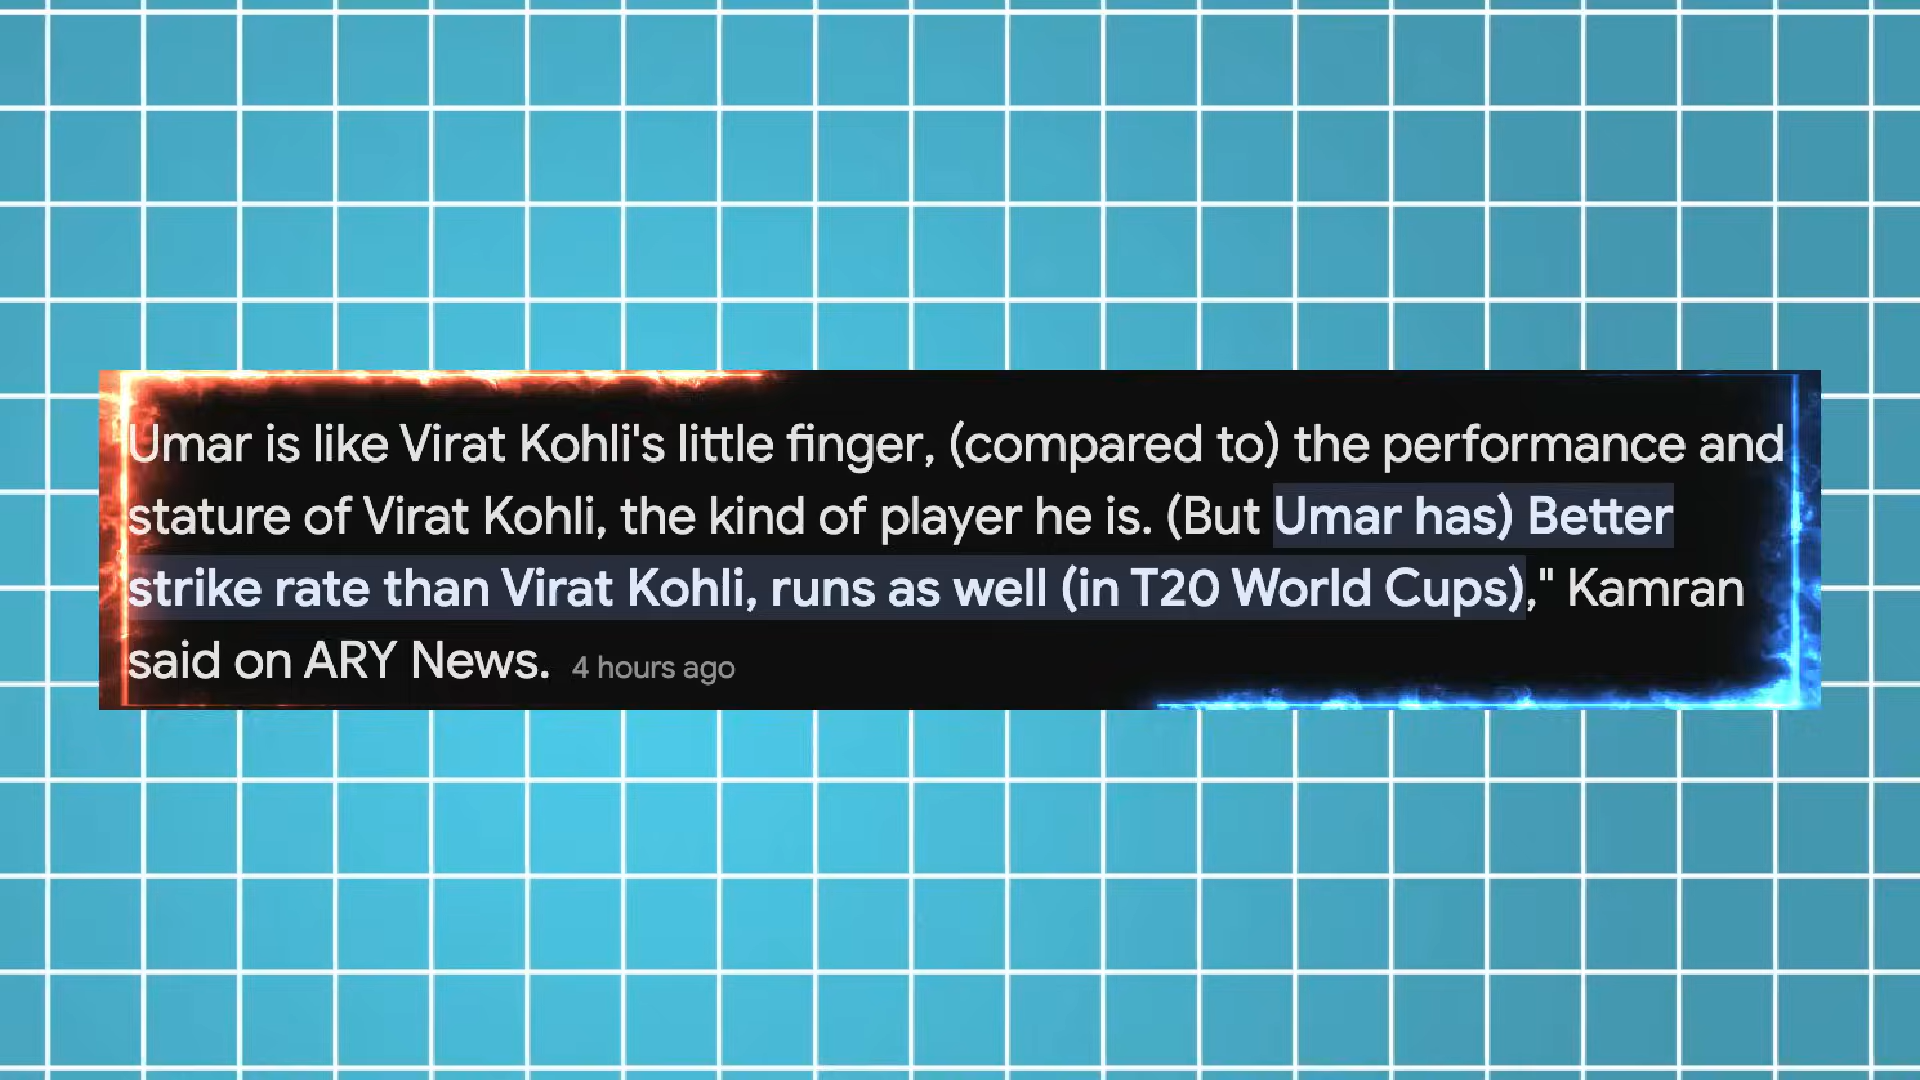 Umar is like Virat Kohli's little finger, (compared to) the performance and
stature of Virat Kohli, the kind of player he is. (But Umar has) Better
strike rate than Virat Kohli, runs as well (in T20 World Cups)," Kamran
said on ARY News. 4 hours ago